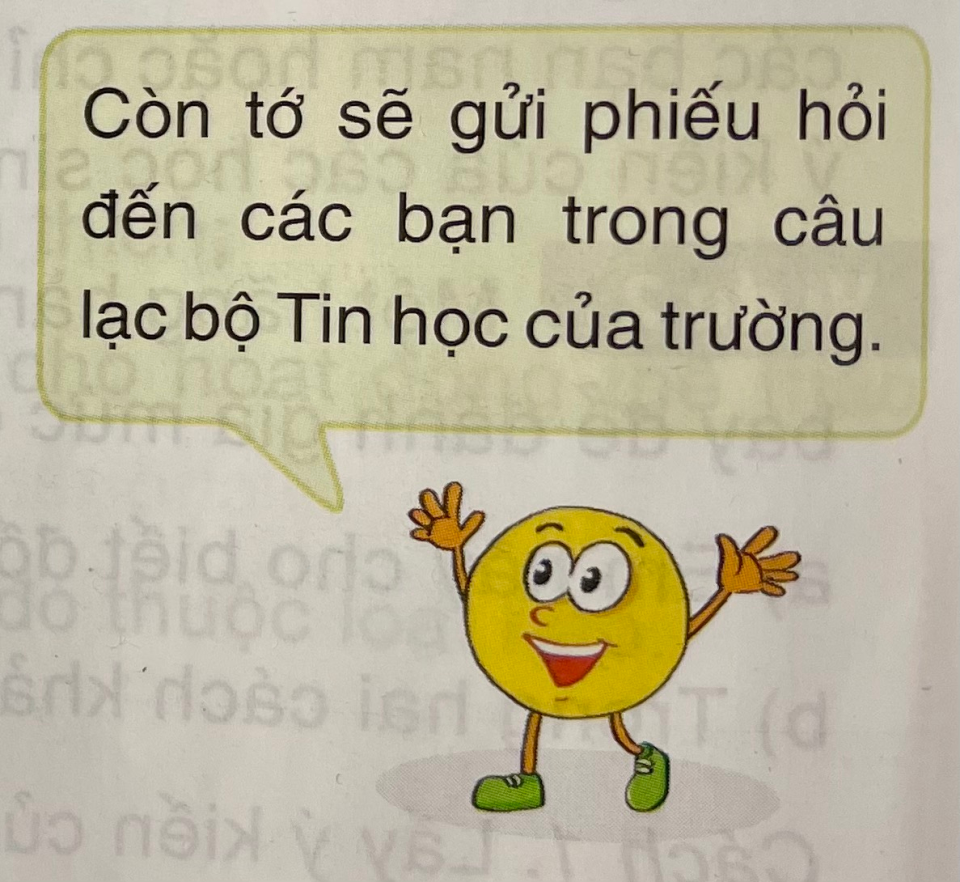 Còn tớ sẽ gửi phiếu hỏi
đến các bạn trong câu
lạc bộ Tin học của trường.